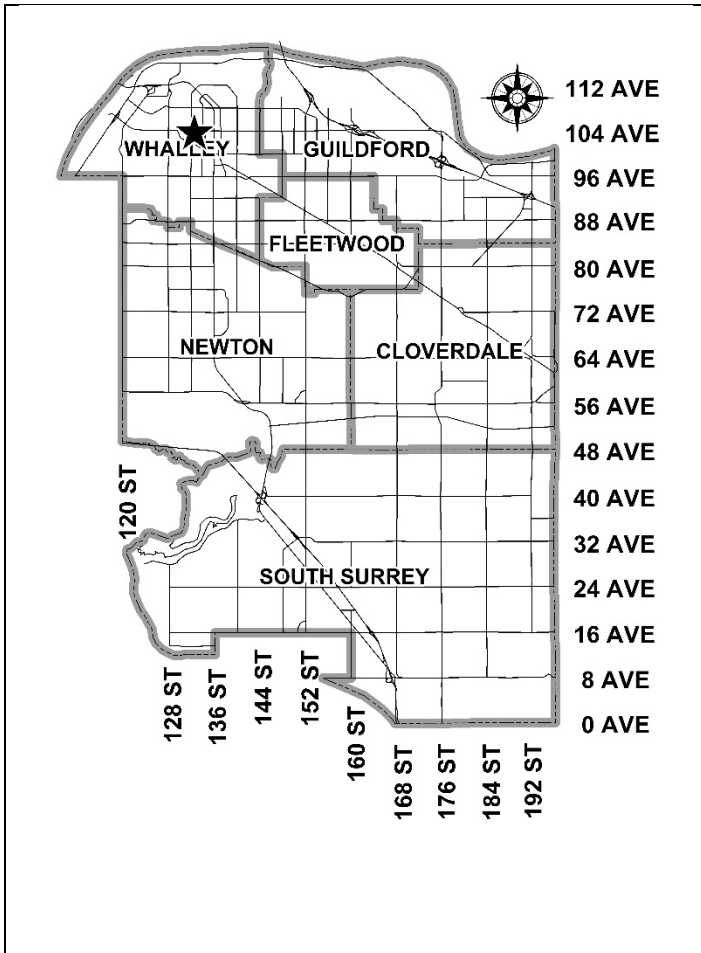 112 AVE
104 AVE
WHALLEY
GUILDFORD
96 AVE
88 AVE
FLEETWOOD
80 AVE
72 AVE
NEWTON
CLOVERDALE
64 AVE
56 AVE
48 AVE
120 ST
40 AVE
32 AVE
SOUTH SURREY
24 AVE
16 AVE
128 ST
136 ST
144 ST
152 ST
160 ST
8 AVE
0 AVE
168 ST
176 ST
184 ST
192 ST